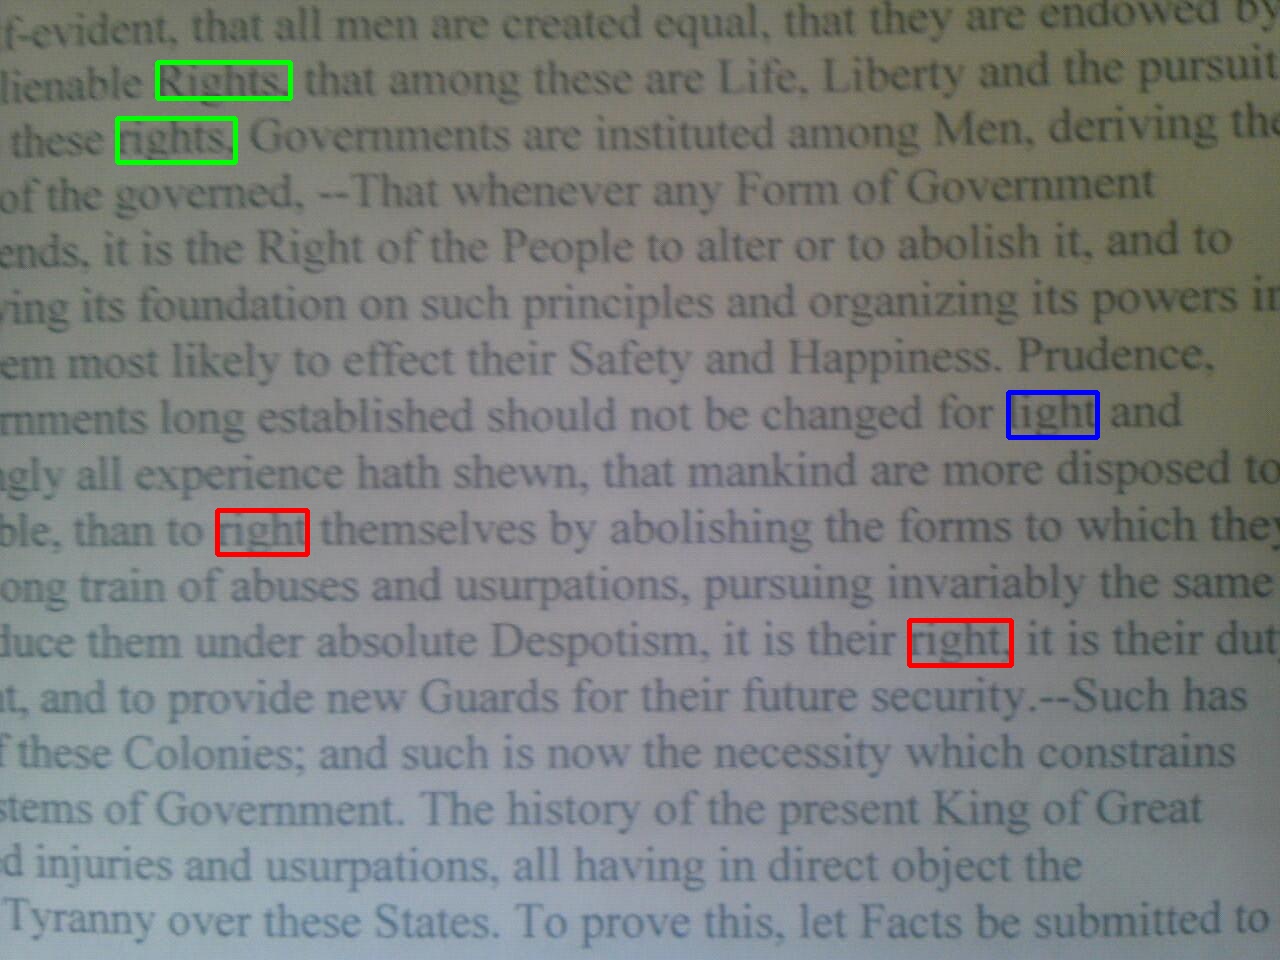 f-evident, that all men are created equal, that they are endowed by
lienable Rights, that among these are Life, Liberty and the pursuit
these rights, Governments are instituted among Men, deriving the
of the governed, --That whenever any Form of Government
ends, it is the Right of the People to alter or to abolish it, and to
ying its foundation on such principles and organizing its powers in
em most likely to effect their Safety and Happiness. Prudence,
rnments long established should not be changed for light and
ngly all experience hath shewn, that mankind are more disposed to
ble, than to right themselves by abolishing the forms to which they
ong train of abuses and usurpations, pursuing invariably the same
duce them under absolute Despotism, it is their right, it is their duty
nt, and to provide new Guards for their future security.--Such has
f these Colonies; and such is now the necessity which constrains
stems of Government. The history of the present King of Great
d injuries and usurpations, all having in direct object the
Tyranny over these States. To prove this, let Facts be submitted to